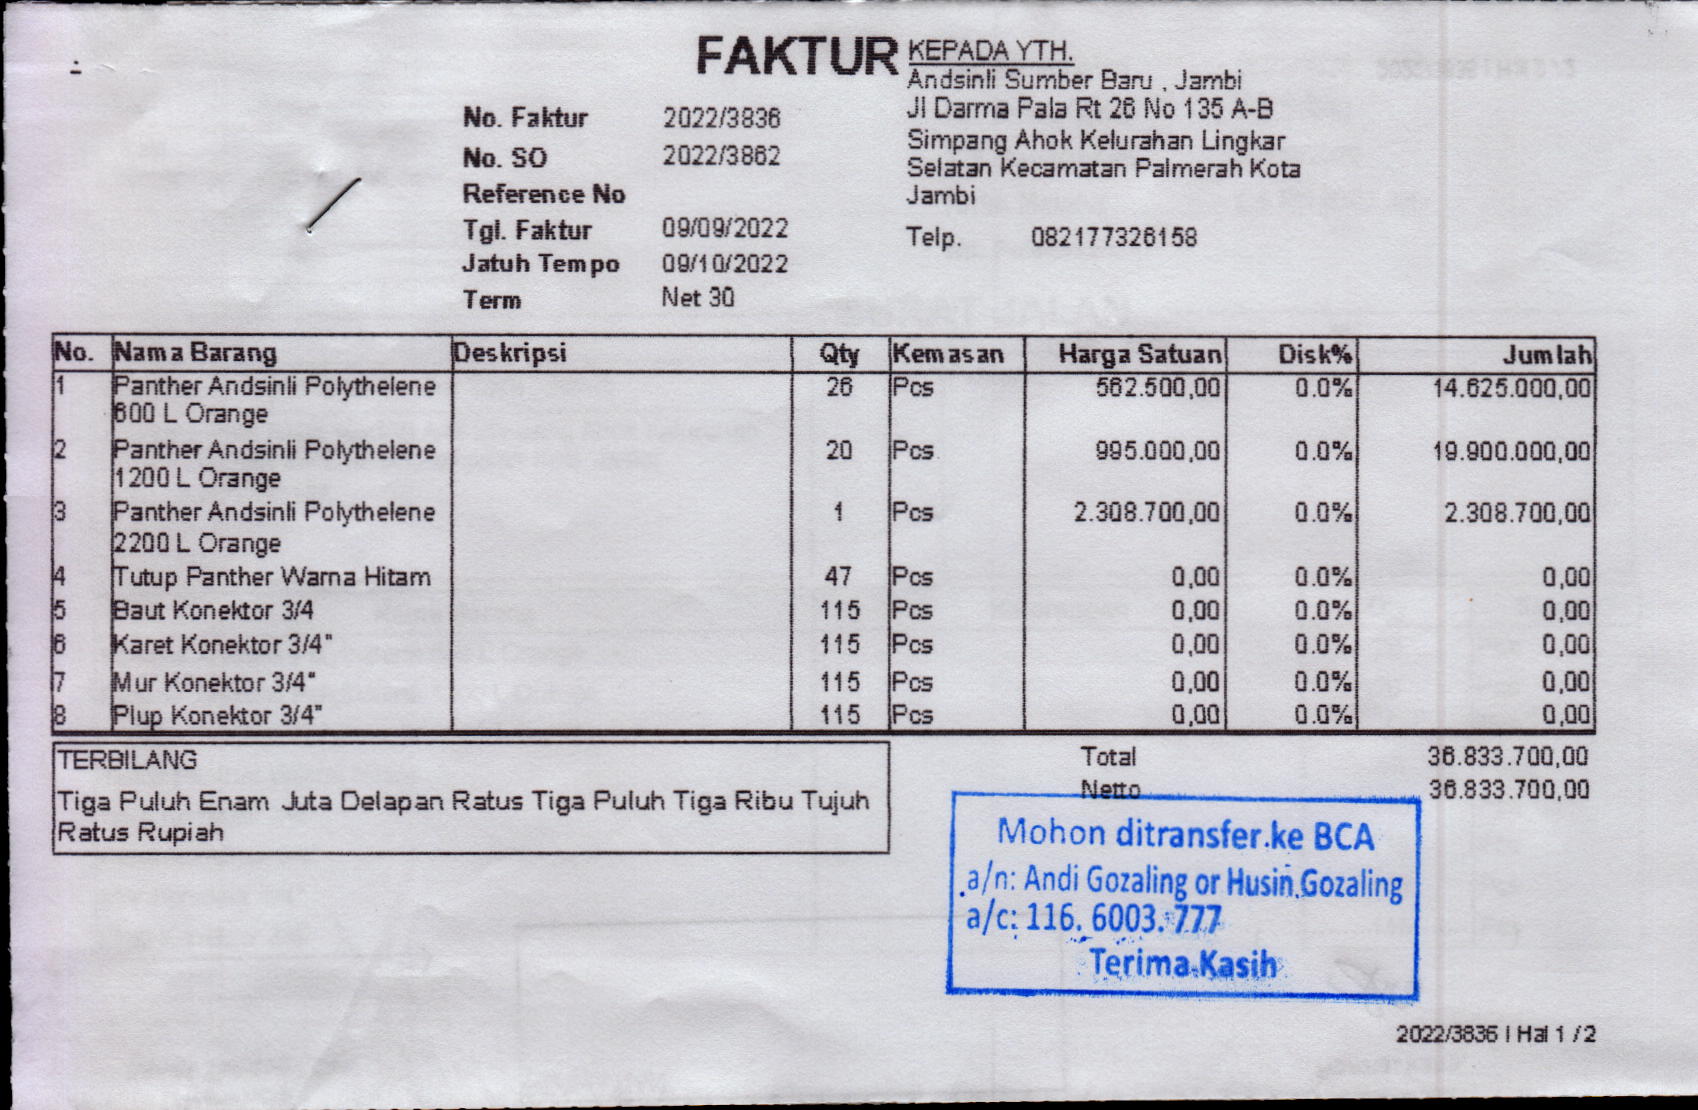 FAKTUR
No. Faktur 2022/3836
No. SO 2022/3862
Reference No
Tgl. Faktur 09/09/2022
Jatuh Tempo 09/10/2022
Term Net 30
KEPADA YTH.
Andsinli Sumber Baru , Jambi
Jl Darma Pala Rt 26 No 135 A-B
Simpang Ahok Kelurahan Lingkar
Selatan Kecamatan Palmerah Kota
Jambi
Telp. 082177326158
No. Nama Barang Deskripsi Qty Kemasan Harga Satuan Disk% Jumlah
1 Panther Andsinli Polythelene 26 Pcs 562.500,00 0.0% 14.625.000,00
600 L Orange
2 Panther Andsinli Polythelene 20 Pcs 995.000,00 0.0% 19.900.000,00
1200 L Orange
3 Panther Andsinli Polythelene 1 Pcs 2.308.700,00 0.0% 2.308.700,00
2200 L Orange
4 Tutup Panther Warna Hitam 47 Pcs 0,00 0.0% 0,00
5 Baut Konektor 3/4 115 Pcs 0,00 0.0% 0,00
6 Karet Konektor 3/4" 115 Pcs 0,00 0.0% 0,00
7 Mur Konektor 3/4" 115 Pcs 0,00 0.0% 0,00
8 Plup Konektor 3/4" 115 Pcs 0,00 0.0% 0,00
TERBILANG
Tiga Puluh Enam Juta Delapan Ratus Tiga Puluh Tiga Ribu Tujuh
Ratus Rupiah
Total 36.833.700,00
Netto 36.833.700,00
Mohon ditransfer ke BCA
a/n: Andi Gozaling or Husin Gozaling
a/c: 116. 6003. 777
Terima Kasih
2022/3836 | Hal 1 / 2